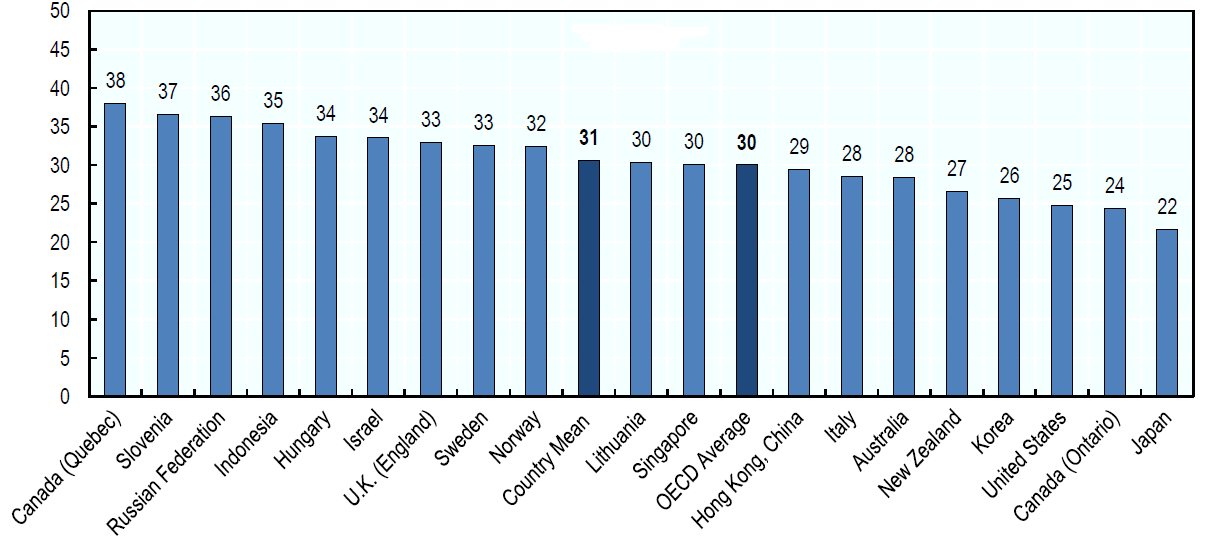 50
45
40
35
30
25
20
15
10
5
0
38
37
36
35
34
34
33
33
32
31
30
30
30
29
28
28
27
26
25
24
22
Canada (Quebec)
Slovenia
Russian Federation
Indonesia
Hungary
Israel
U.K. (England)
Sweden
Norway
Country Mean
Lithuania
Singapore
OECD Average
Hong Kong, China
Italy
Australia
New Zealand
Korea
United States
Canada (Ontario)
Japan